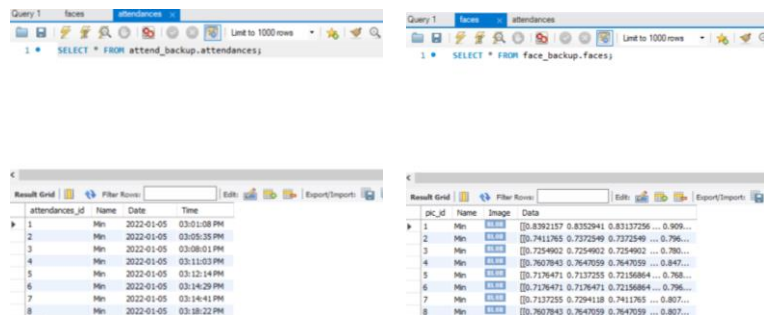 Query 1 faces attendances
Limit to 1000 rows
1 SELECT * FROM attend_backup.attendances;
Result Grid Filter Rows: Edit: Export/Import:
attendances_id Name Date Time
1 Min 2022-01-05 03:01:08 PM
2 Min 2022-01-05 03:05:35 PM
3 Min 2022-01-05 03:08:01 PM
4 Min 2022-01-05 03:11:03 PM
5 Min 2022-01-05 03:12:14 PM
6 Min 2022-01-05 03:14:29 PM
7 Min 2022-01-05 03:14:41 PM
8 Min 2022-01-05 03:18:22 PM
Query 1 faces attendances
Limit to 1000 rows
1 SELECT * FROM face_backup.faces;
Result Grid Filter Rows: Edit: Export/Import:
pic_id Name Image Data
1 Min BLOB [[0.8392157 0.8352941 0.83137256 ... 0.909...
2 Min BLOB [[0.7411765 0.7372549 0.7372549 ... 0.796...
3 Min BLOB [[0.7254902 0.7254902 0.7254902 ... 0.780...
4 Min BLOB [[0.7607843 0.7647059 0.7647059 ... 0.847...
5 Min BLOB [[0.7176471 0.7137255 0.72156864 ... 0.768...
6 Min BLOB [[0.7176471 0.7176471 0.72156864 ... 0.796...
7 Min BLOB [[0.7137255 0.7294118 0.7411765 ... 0.807...
8 Min BLOB [[0.7607843 0.7647059 0.7647059 ... 0.807...